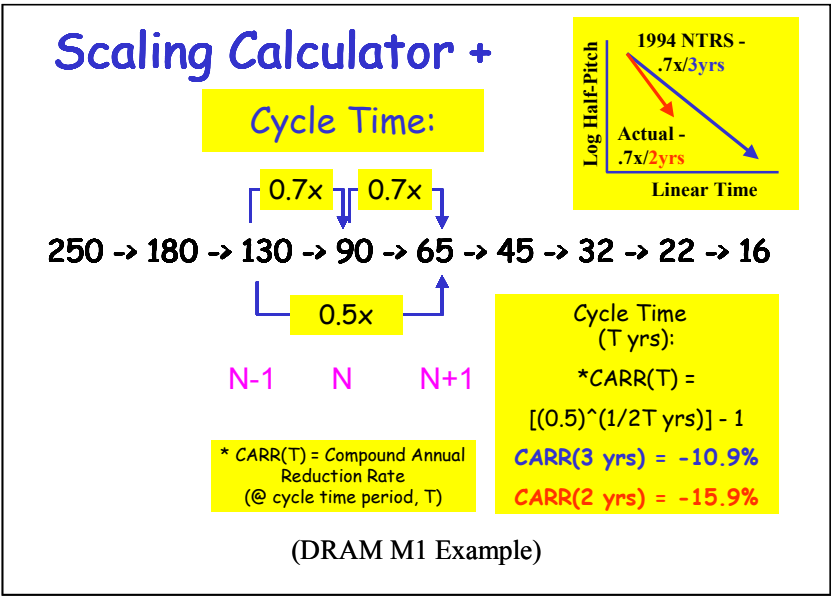 Scaling Calculator +
Cycle Time:
1994 NTRS -
.7x/3yrs
Log Half-Pitch
Actual -
.7x/2yrs
Linear Time
0.7x 0.7x
250 -> 180 -> 130 -> 90 -> 65 -> 45 -> 32 -> 22 -> 16
0.5x
N-1 N N+1
Cycle Time
(T yrs):
*CARR(T) =
[(0.5)^(1/2T yrs)] - 1
CARR(3 yrs) = -10.9%
CARR(2 yrs) = -15.9%
* CARR(T) = Compound Annual
Reduction Rate
(@ cycle time period, T)
(DRAM M1 Example)